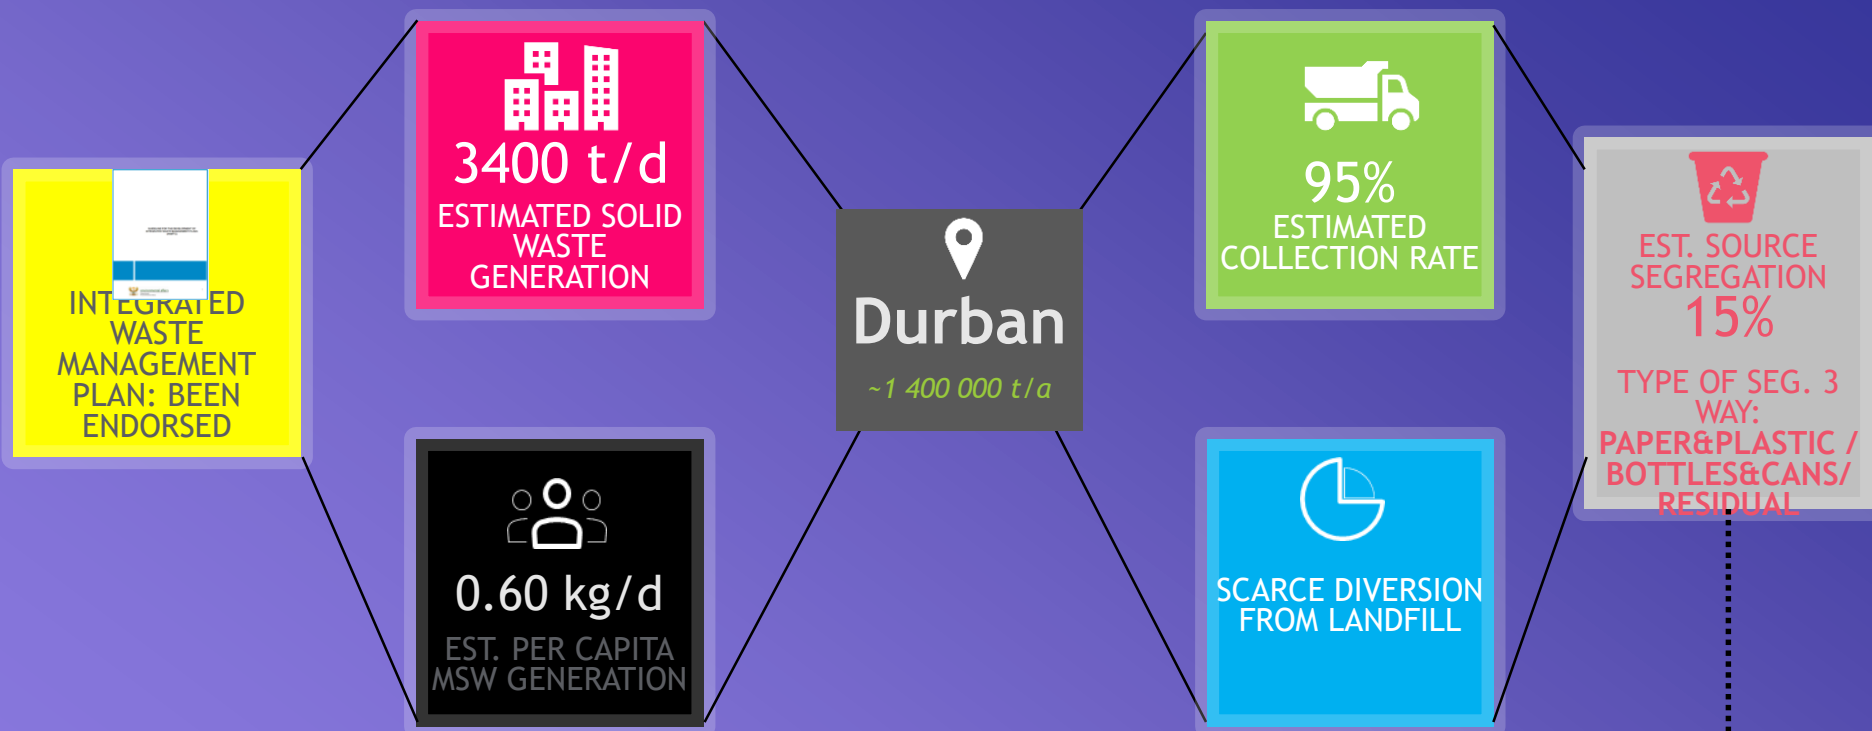 INTEGRATED
WASTE
MANAGEMENT
PLAN: BEEN
ENDORSED
3400 t/d
ESTIMATED SOLID
WASTE
GENERATION
0.60 kg/d
EST. PER CAPITA
MSW GENERATION
Durban
~1 400 000 t/a
95%
ESTIMATED
COLLECTION RATE
SCARCE DIVERSION
FROM LANDFILL
EST. SOURCE
SEGREGATION
15%
TYPE OF SEG. 3
WAY:
PAPER&PLASTIC /
BOTTLES&CANS/
RESIDUAL